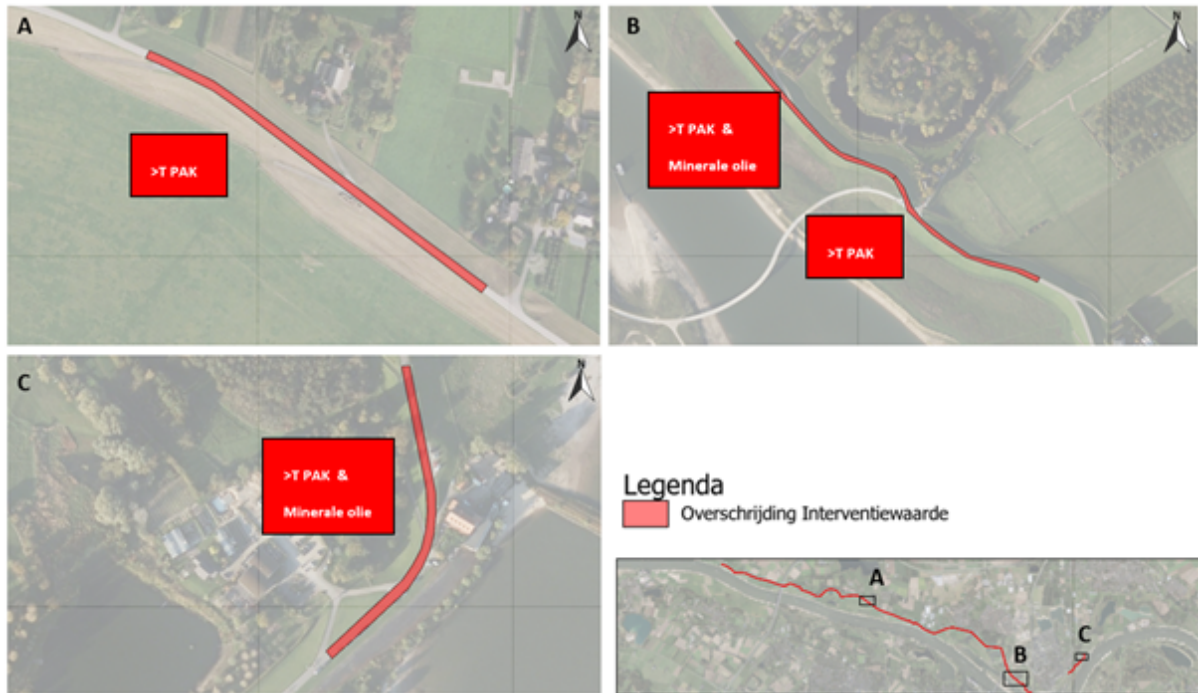 A
N
>T PAK
B
N
>T PAK &
Minerale olie
>T PAK
C
N
>T PAK &
Minerale olie
Legenda
Overschrijding Interventiewaarde
A
B
C